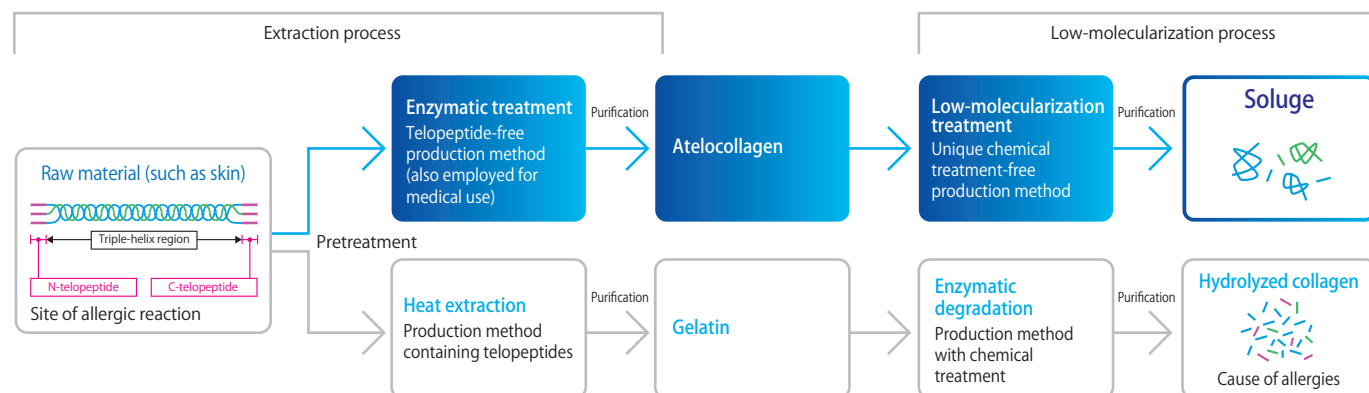 Extraction process
Low-molecularization process
Raw material (such as skin)
Triple-helix region
N-telopeptide
C-telopeptide
Site of allergic reaction
Pretreatment
Enzymatic treatment
Telopeptide-free
production method
(also employed for
medical use)
Purification
Atelocollagen
Low-molecularization
treatment
Unique chemical
treatment-free
production method
Purification
Soluge
Heat extraction
Production method
containing telopeptides
Purification
Gelatin
Enzymatic
degradation
Production method
with chemical
treatment
Purification
Hydrolyzed collagen
Cause of allergies